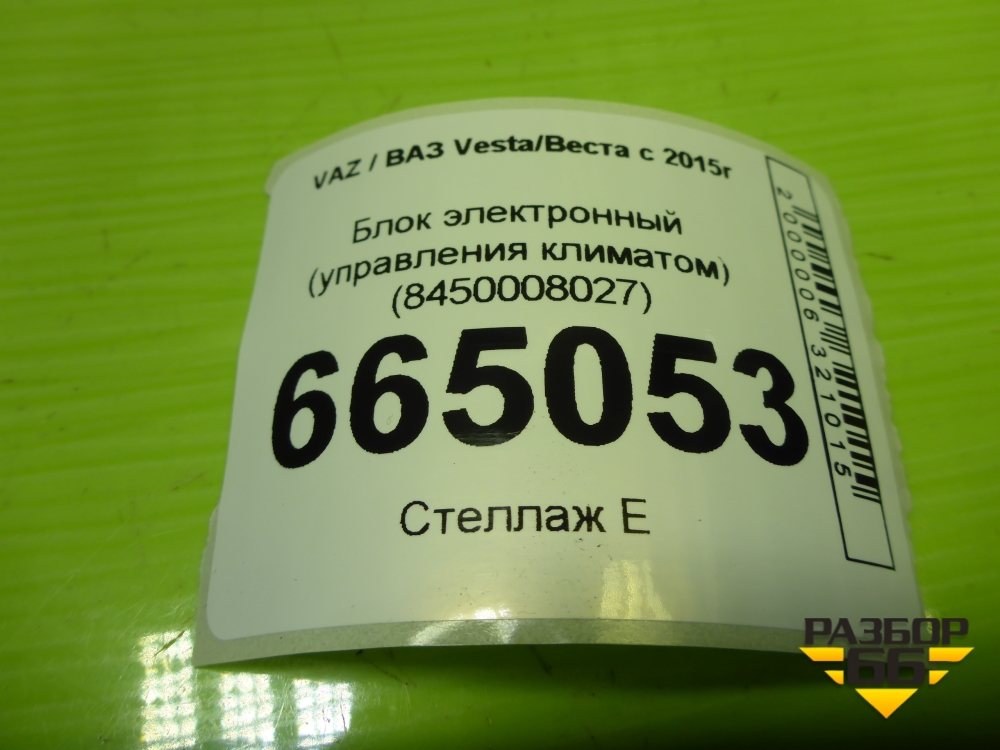 VAZ / ВАЗ Vesta/Веста с 2015г
Блок электронный
(управления климатом)
(8450008027)
665053
Стеллаж Е
2000006321015
РАЗБОР
66